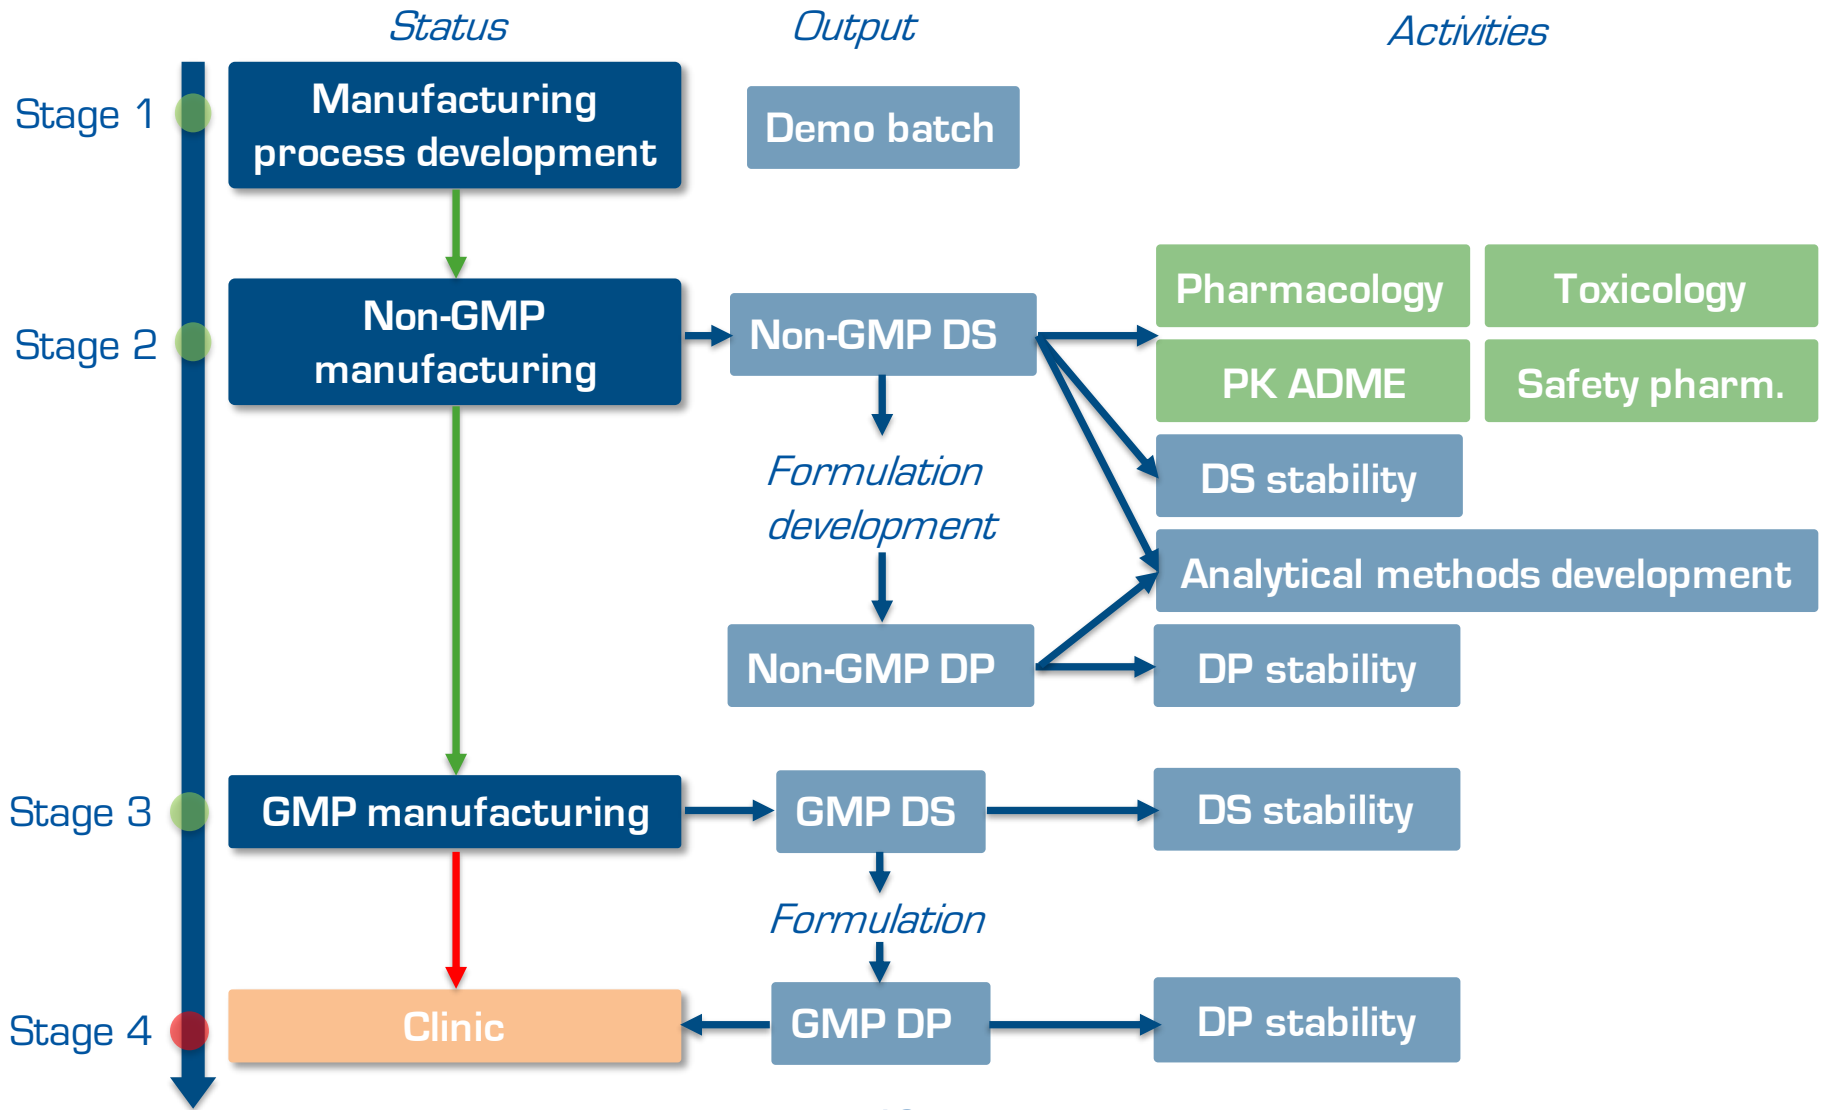 Status
Output
Activities
Stage 1
Manufacturing
process development
Demo batch
Stage 2
Non-GMP
manufacturing
Non-GMP DS
Pharmacology
Toxicology
PK ADME
Safety pharm.
Formulation
development
DS stability
Analytical methods development
Non-GMP DP
DP stability
Stage 3
GMP manufacturing
GMP DS
DS stability
Formulation
Stage 4
Clinic
GMP DP
DP stability